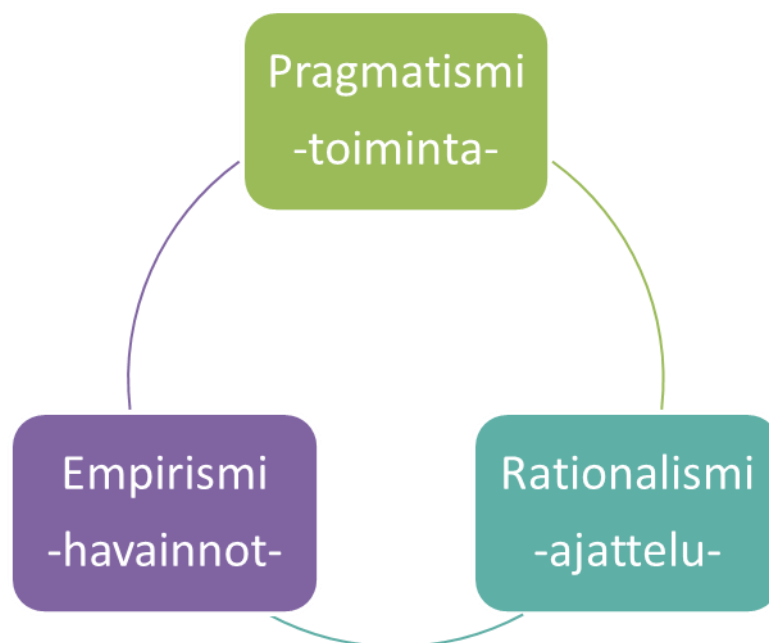 Pragmatismi
-toiminta-
Empirismi
-havainnot-
Rationalismi
-ajattelu-